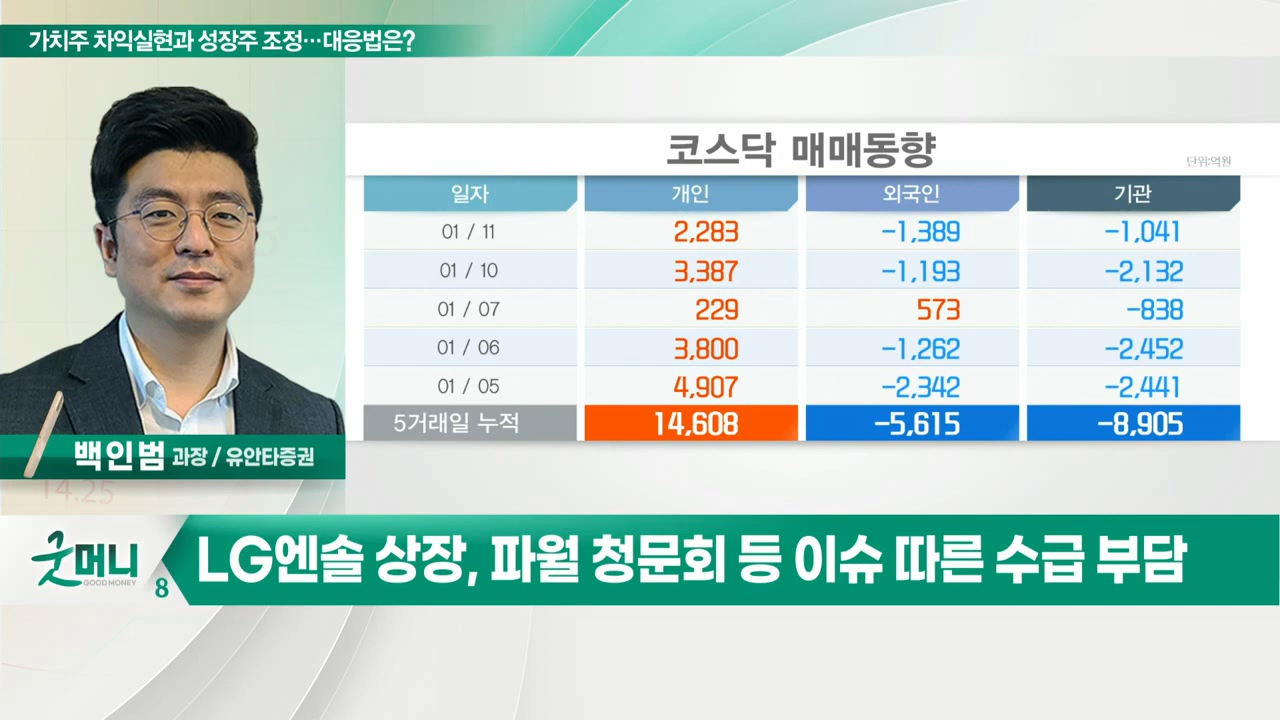 가치주 차익실현과 성장주 조정…대응법은?
코스닥 매매동향
단위:억원
일자 개인 외국인 기관
01 / 11 2,283 -1,389 -1,041
01 / 10 3,387 -1,193 -2,132
01 / 07 229 573 -838
01 / 06 3,800 -1,262 -2,452
01 / 05 4,907 -2,342 -2,441
5거래일 누적 14,608 -5,615 -8,905
백인범 과장 / 유안타증권
14.25
굿머니
GOOD MONEY
8
LG엔솔 상장, 파월 청문회 등 이슈 따른 수급 부담